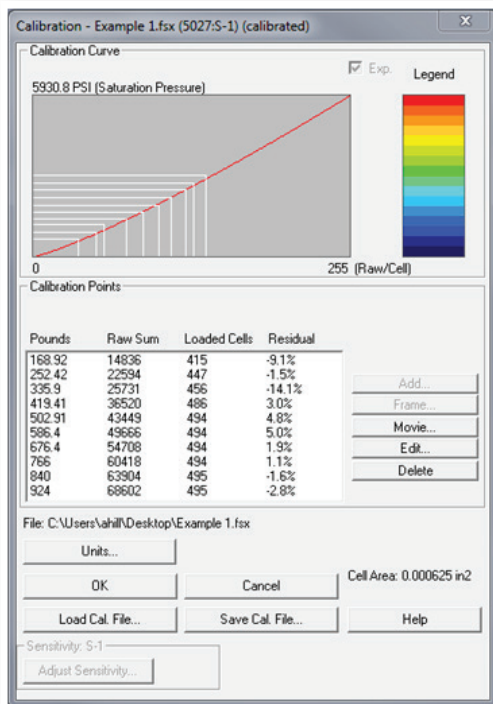 Calibration - Example 1.fsx (5027:S-1) (calibrated)
x
Calibration Curve
Exp.
Legend
5930.8 PSI (Saturation Pressure)
0
255 (Raw/Cell)
Calibration Points
Pounds Raw Sum Loaded Cells Residual
168.92 14836 415 -9.1%
252.42 22594 447 -1.5%
335.9 25731 456 -14.1%
419.41 36520 486 3.0%
502.91 43449 494 4.8%
586.4 49666 494 5.0%
676.4 54708 494 1.9%
766 60418 494 1.1%
840 63904 495 -1.6%
924 68602 495 -2.8%
Add...
Frame...
Movie...
Edit...
Delete
File: C:\Users\ahill\Desktop\Example 1.fsx
Units...
OK Cancel Cell Area: 0.000625 in2
Load Cal. File... Save Cal. File... Help
Sensitivity: S-1
Adjust Sensitivity...